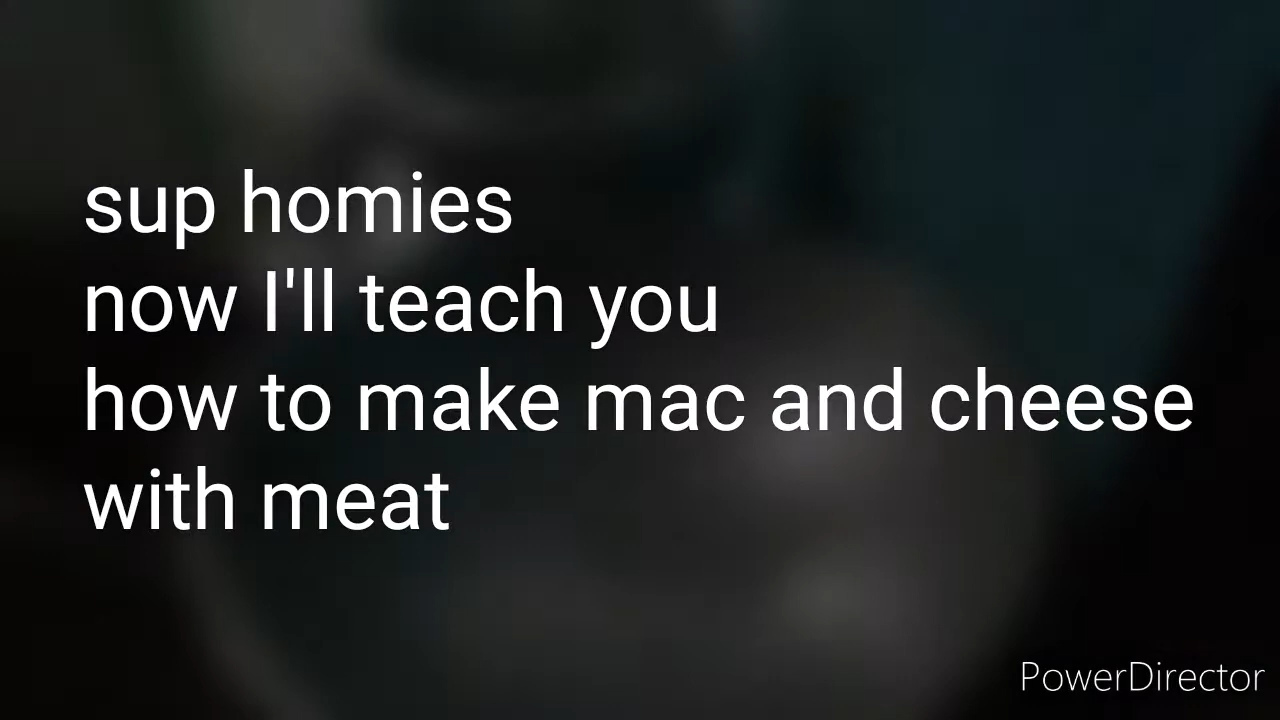 sup homies
now I'll teach you
how to make mac and cheese
with meat
PowerDirector